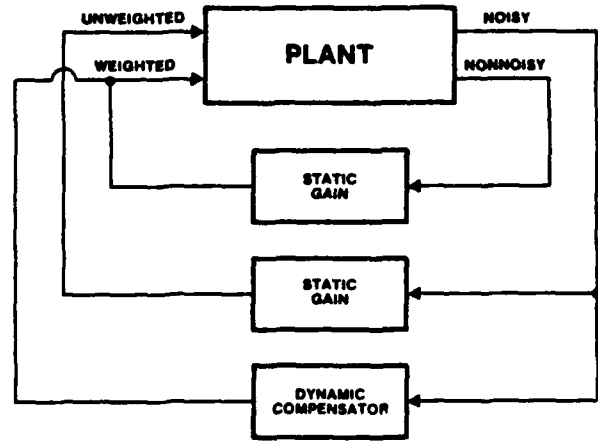 UNWEIGHTED
NOISY
PLANT
WEIGHTED
NONNOISY
STATIC
GAIN
STATIC
GAIN
DYNAMIC
COMPENSATOR